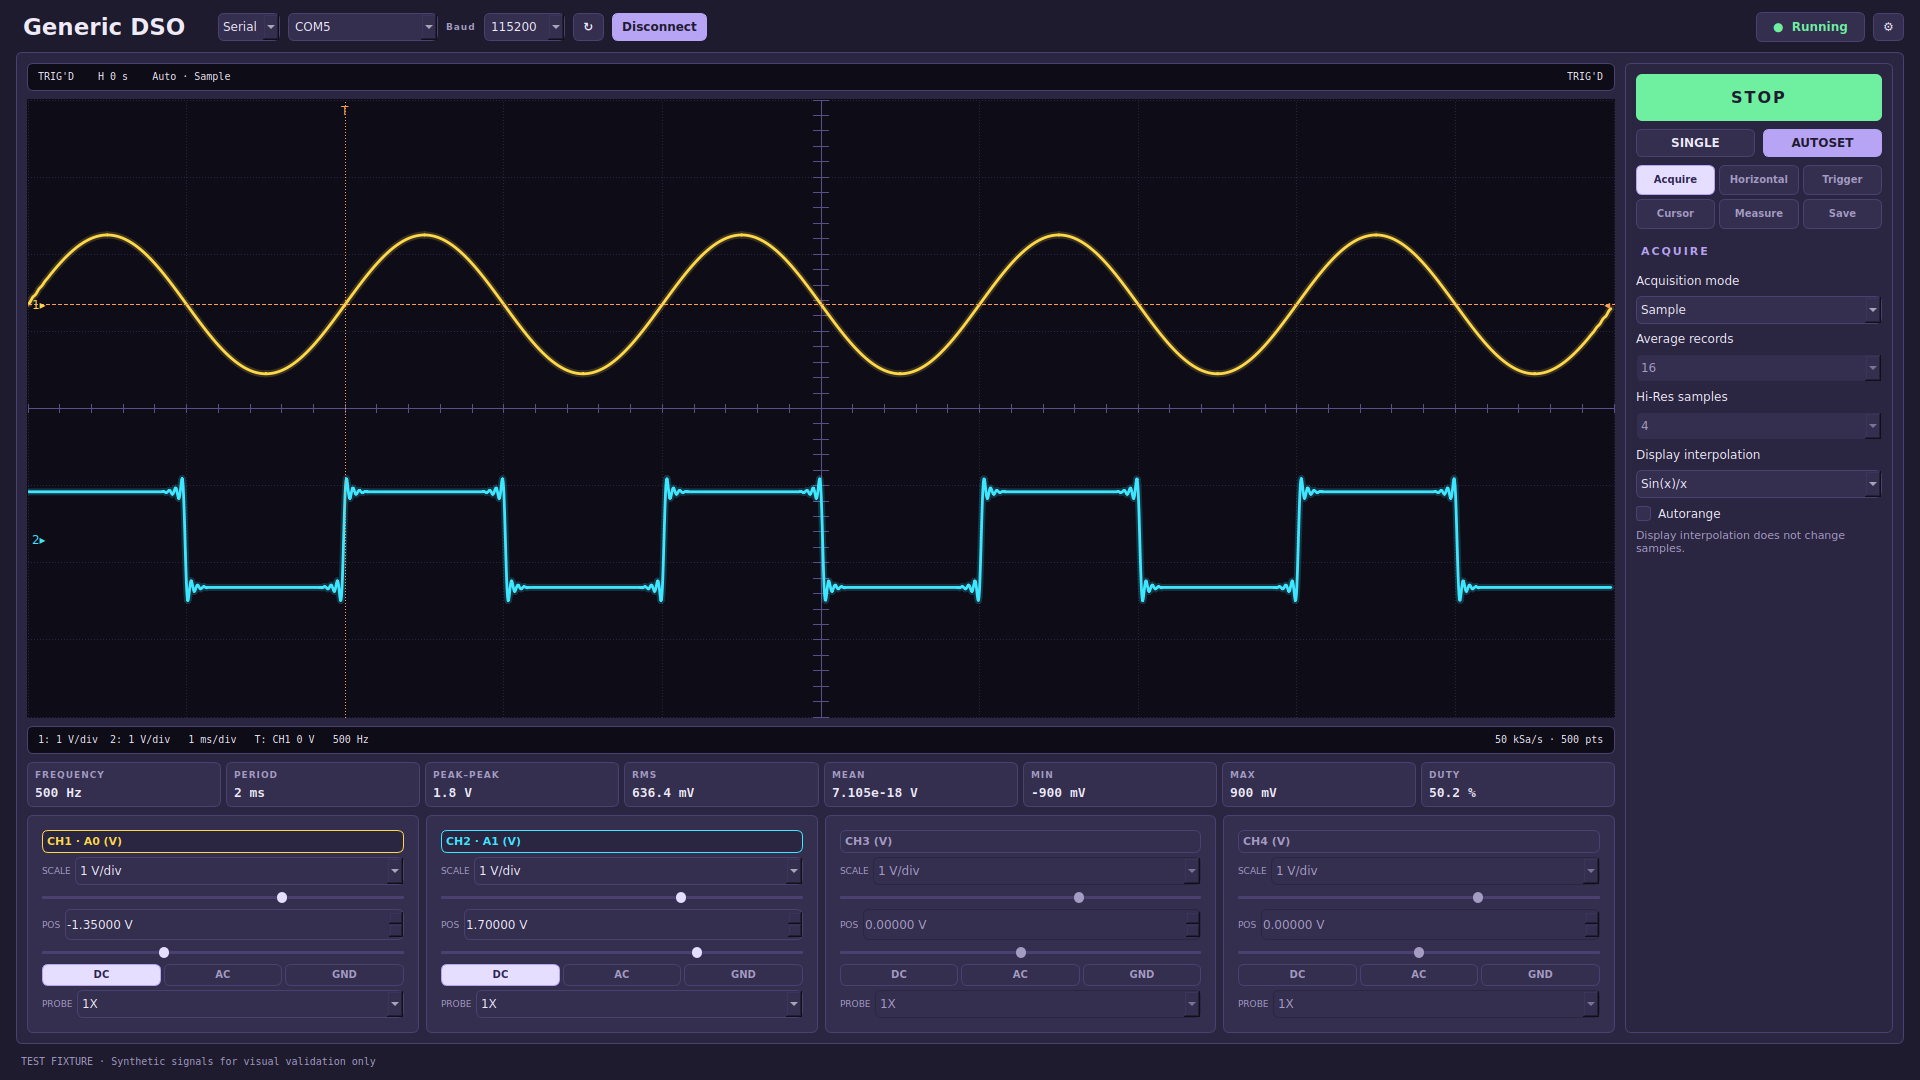 Generic DSO
Serial
COM5
Baud
115200
↻
Disconnect
● Running
⚙
TRIG'D
H 0 s
Auto · Sample
TRIG'D
T
1▸
2▸
1: 1 V/div
2: 1 V/div
1 ms/div
T: CH1 0 V
500 Hz
50 kSa/s · 500 pts
FREQUENCY
500 Hz
PERIOD
2 ms
PEAK–PEAK
1.8 V
RMS
636.4 mV
MEAN
7.105e-18 V
MIN
-900 mV
MAX
900 mV
DUTY
50.2 %
CH1 · A0 (V)
SCALE
1 V/div
POS
-1.35000 V
DC
AC
GND
PROBE
1X
CH2 · A1 (V)
SCALE
1 V/div
POS
1.70000 V
DC
AC
GND
PROBE
1X
CH3 (V)
SCALE
1 V/div
POS
0.00000 V
DC
AC
GND
PROBE
1X
CH4 (V)
SCALE
1 V/div
POS
0.00000 V
DC
AC
GND
PROBE
1X
STOP
SINGLE
AUTOSET
Acquire
Horizontal
Trigger
Cursor
Measure
Save
ACQUIRE
Acquisition mode
Sample
Average records
16
Hi-Res samples
4
Display interpolation
Sin(x)/x
Autorange
Display interpolation does not change
samples.
TEST FIXTURE · Synthetic signals for visual validation only